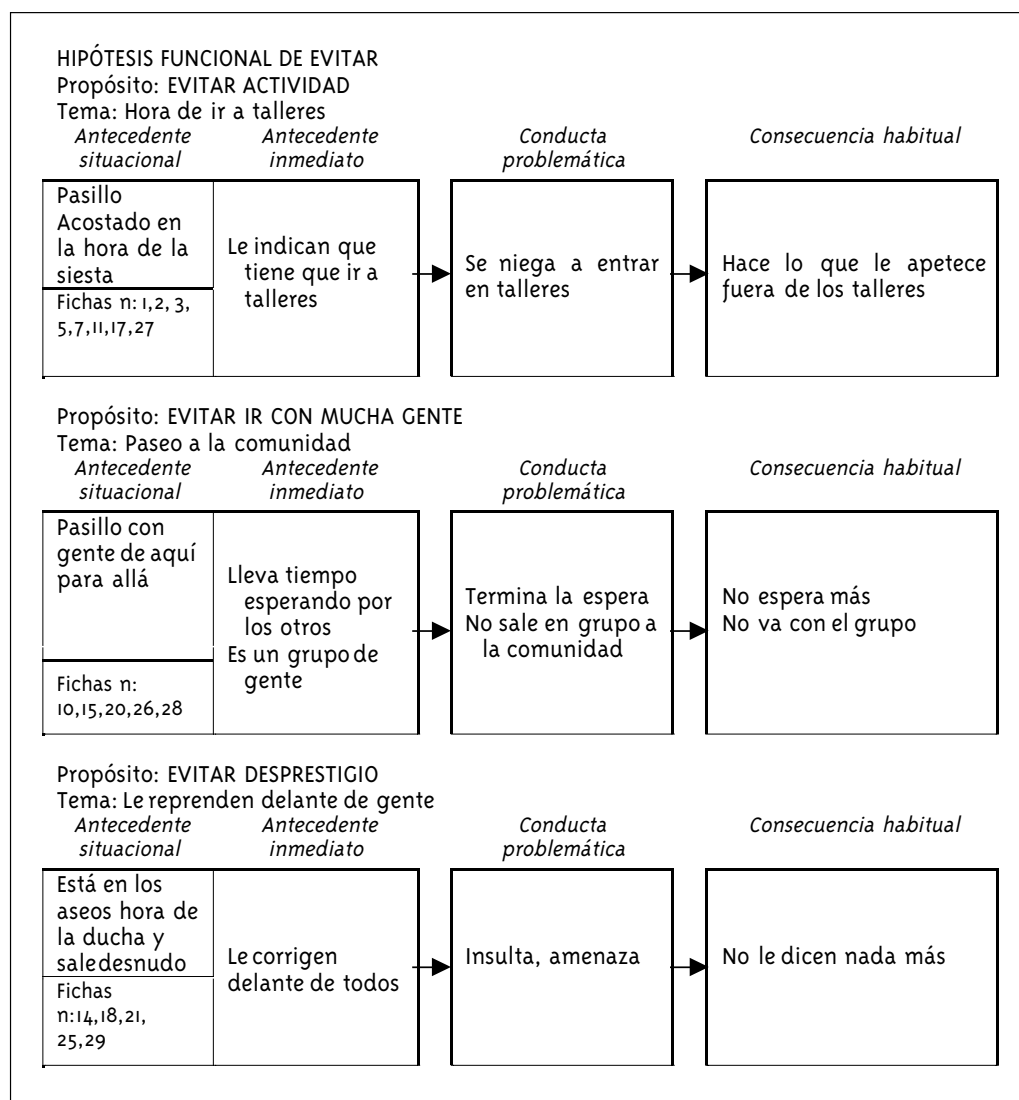 HIPÓTESIS FUNCIONAL DE EVITAR
Propósito: EVITAR ACTIVIDAD
Tema: Hora de ir a talleres
Antecedente situacional
Antecedente inmediato
Conducta problemática
Consecuencia habitual
Pasillo
Acostado en
la hora de la
siesta
Fichas n: 1,2, 3,
5,7,11,17,27
Le indican que
tiene que ir a
talleres
Se niega a entrar
en talleres
Hace lo que le apetece
fuera de los talleres
Propósito: EVITAR IR CON MUCHA GENTE
Tema: Paseo a la comunidad
Antecedente situacional
Antecedente inmediato
Conducta problemática
Consecuencia habitual
Pasillo con
gente de aquí
para allá
Fichas n:
10,15,20,26,28
Lleva tiempo
esperando por
los otros
Es un grupo de
gente
Termina la espera
No sale en grupo a
la comunidad
No espera más
No va con el grupo
Propósito: EVITAR DESPRESTIGIO
Tema: Le reprenden delante de gente
Antecedente situacional
Antecedente inmediato
Conducta problemática
Consecuencia habitual
Está en los
aseos hora de
la ducha y
saledesnudo
Fichas
n:14,18,21,
25,29
Le corrigen
delante de todos
Insulta, amenaza
No le dicen nada más